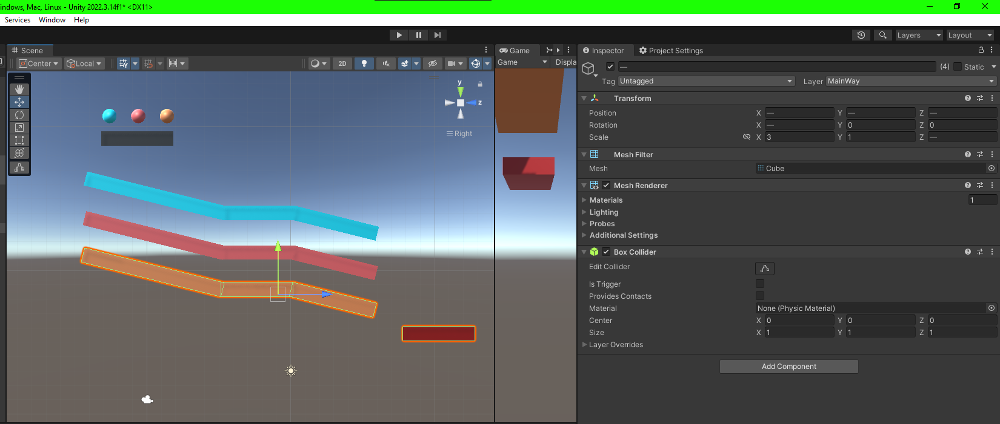 indows, Mac, Linux - Unity 2022.3.14f1* <DX11>
Services Window Help
Layers Layout
Scene
Game
Inspector Project Settings
Center Local
2D
Game Displa
— (4) Static
Tag Untagged Layer MainWay
y
z
Right
Transform
Position X — Y — Z —
Rotation X — Y 0 Z 0
Scale X 3 Y 1 Z —
Mesh Filter
Mesh Cube
Mesh Renderer
Materials 1
Lighting
Probes
Additional Settings
Box Collider
Edit Collider
Is Trigger
Provides Contacts
Material None (Physic Material)
Center X 0 Y 0 Z 0
Size X 1 Y 1 Z 1
Layer Overrides
Add Component